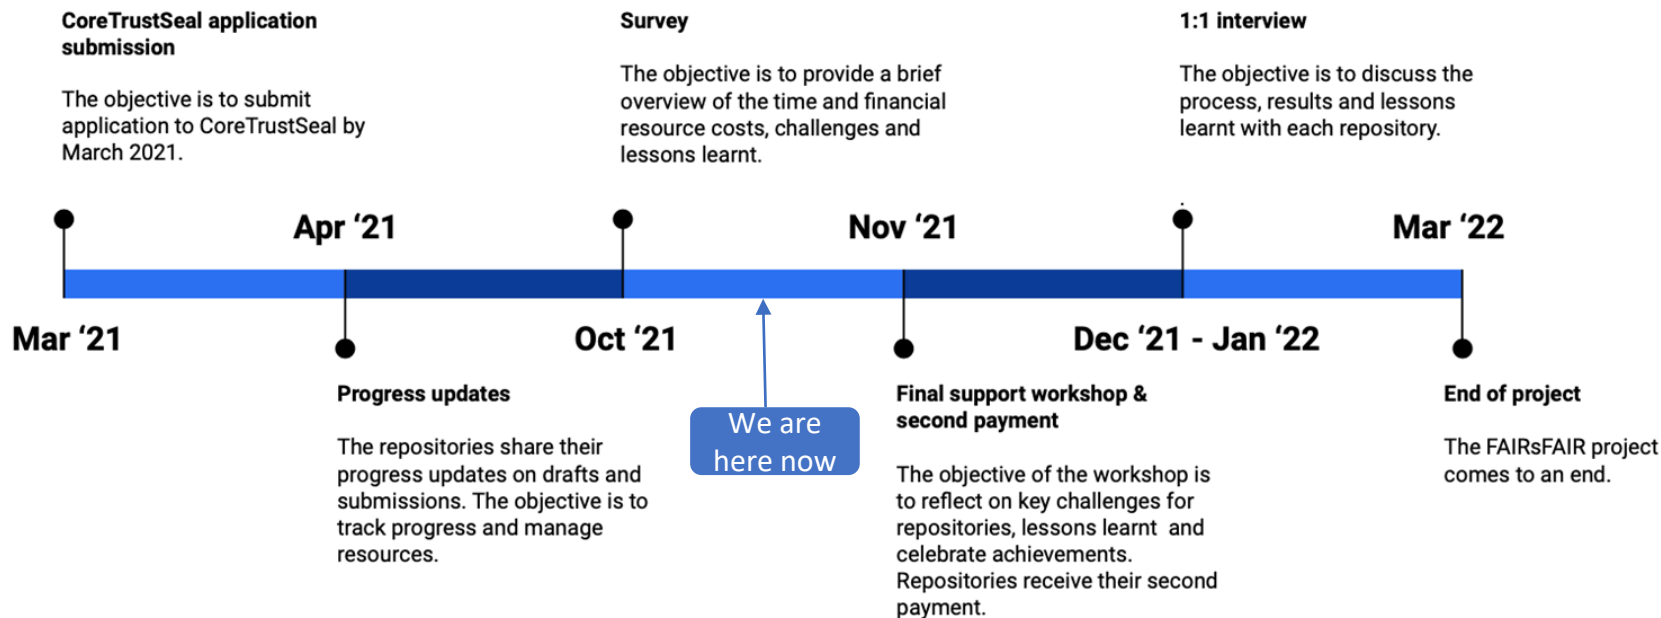 CoreTrustSeal application
submission
The objective is to submit
application to CoreTrustSeal by
March 2021.
Survey
The objective is to provide a brief
overview of the time and financial
resource costs, challenges and
lessons learnt.
1:1 interview
The objective is to discuss the
process, results and lessons
learnt with each repository.
Apr ‘21
Nov ‘21
Mar ‘22
Mar ‘21
Oct ‘21
Dec ‘21 - Jan ‘22
Progress updates
The repositories share their
progress updates on drafts and
submissions. The objective is to
track progress and manage
resources.
We are
here now
Final support workshop &
second payment
The objective of the workshop is
to reflect on key challenges for
repositories, lessons learnt and
celebrate achievements.
Repositories receive their second
payment.
End of project
The FAIRsFAIR project
comes to an end.